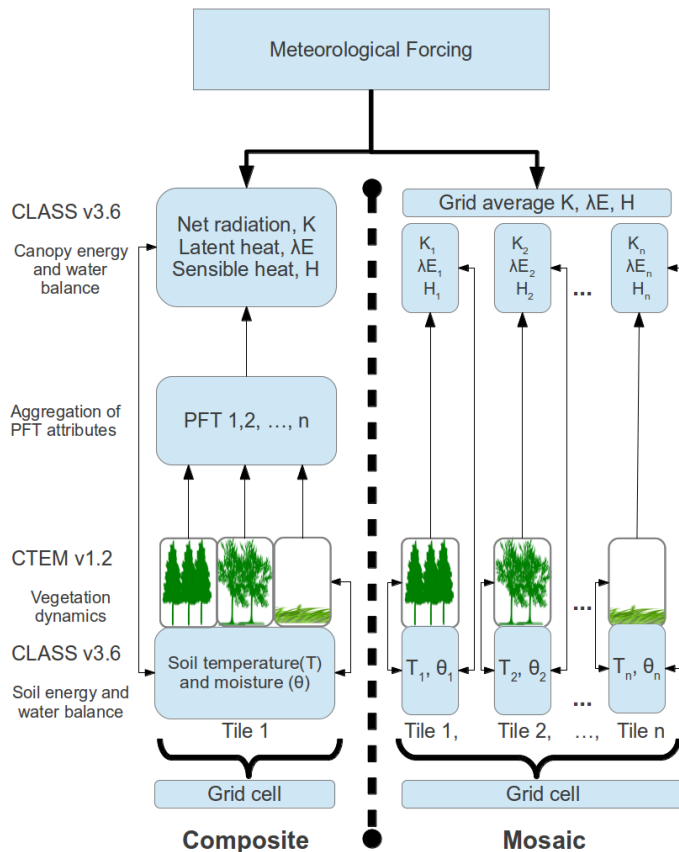 Meteorological Forcing
CLASS v3.6
Canopy energy and
water balance
Net radiation, K
Latent heat, λE
Sensible heat, H
Aggregation of
PFT attributes
PFT 1,2, ..., n
CTEM v1.2
Vegetation
dynamics
CLASS v3.6
Soil energy and
water balance
Soil temperature(T)
and moisture (θ)
Tile 1
Grid cell
Composite
Grid average K, λE, H
K₁
λE₁
H₁
K₂
λE₂
H₂
...
Kₙ
λEₙ
Hₙ
...
T₁, θ₁
T₂, θ₂
...
Tₙ, θₙ
Tile 1, Tile 2, ..., Tile n
Grid cell
Mosaic